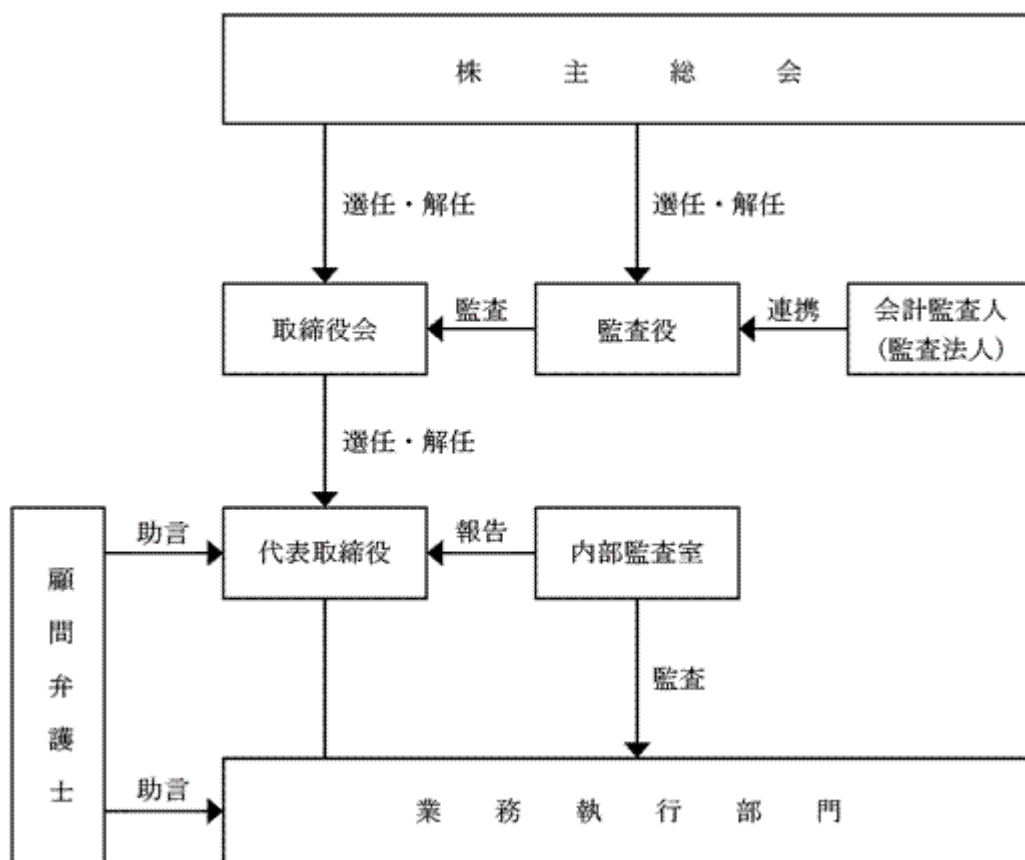 株主総会
選任・解任
選任・解任
取締役会
監査
監査役
連携
会計監査人
（監査法人）
選任・解任
顧問弁護士
助言
代表取締役
報告
内部監査室
監査
助言
業務執行部門